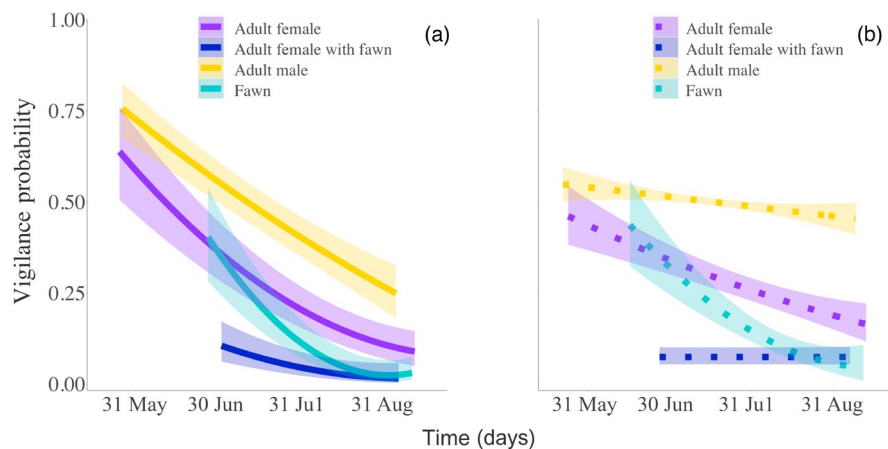 Adult female
Adult female with fawn
Adult male
Fawn
(a)
Adult female
Adult female with fawn
Adult male
Fawn
(b)
Vigilance probability
1.00
0.75
0.50
0.25
0.00
31 May 30 Jun 31 Ju1 31 Aug
31 May 30 Jun 31 Ju1 31 Aug
Time (days)